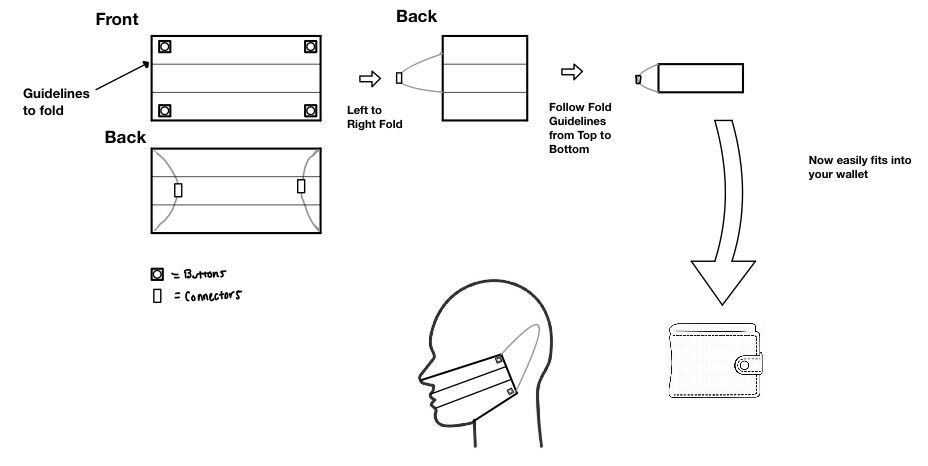 Front
Guidelines
to fold
Back
= Buttons
= Connectors
Back
Left to
Right Fold
Follow Fold
Guidelines
from Top to
Bottom
Now easily fits into
your wallet